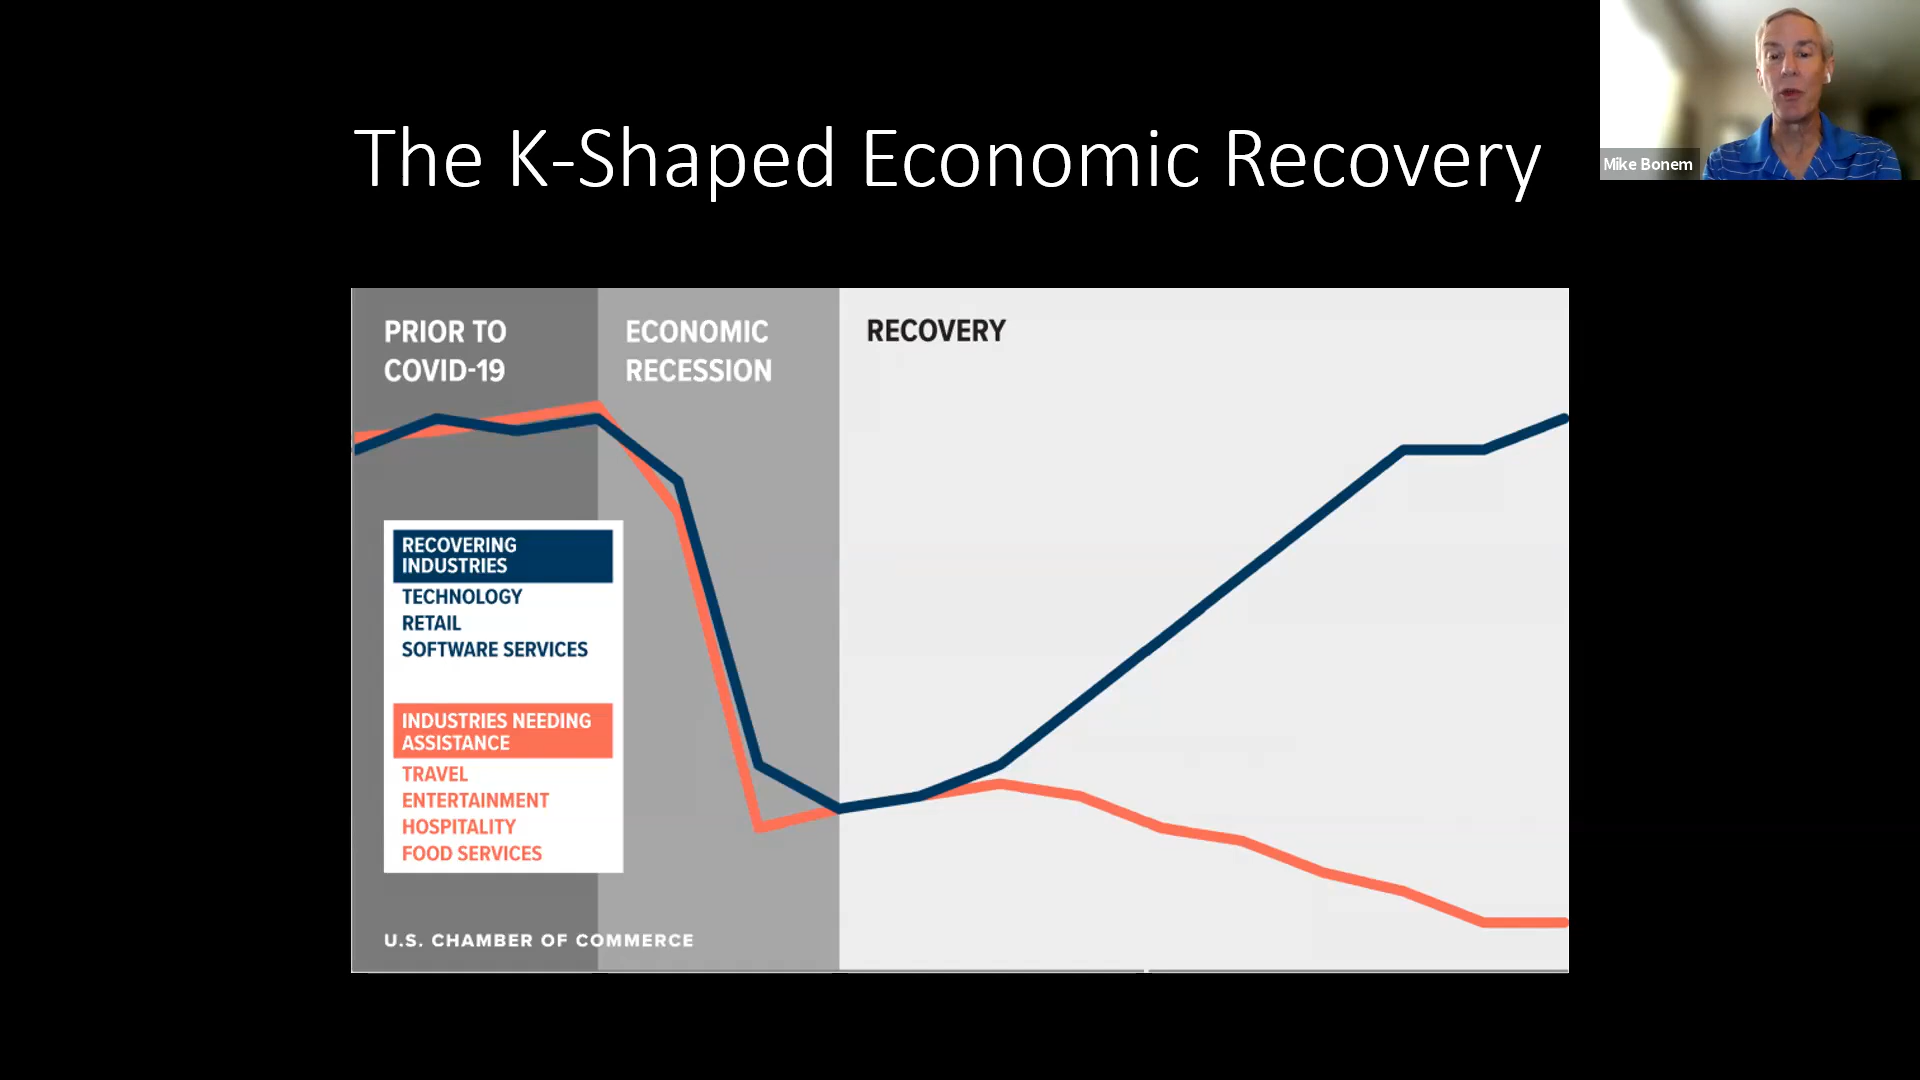 The K-Shaped Economic Recovery
Mike Bonem
PRIOR TO
COVID-19
ECONOMIC
RECESSION
RECOVERY
RECOVERING
INDUSTRIES
TECHNOLOGY
RETAIL
SOFTWARE SERVICES
INDUSTRIES NEEDING
ASSISTANCE
TRAVEL
ENTERTAINMENT
HOSPITALITY
FOOD SERVICES
U.S. CHAMBER OF COMMERCE